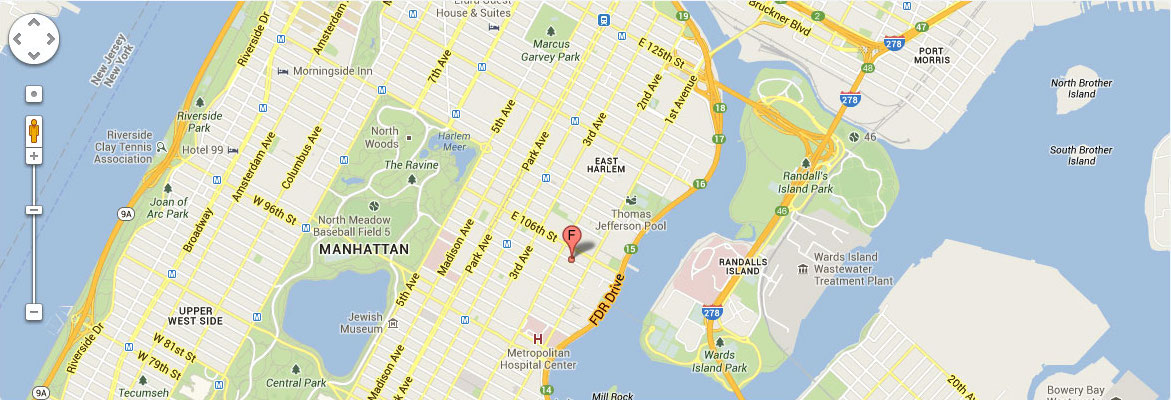 House & Suites
19
Bruckner Blvd
New Jersey
New York
Riverside Dr
Amsterdam Ave
7th Ave
Marcus
Garvey Park
E 125th St
278
47
48
PORT
MORRIS
Morningside Inn
2nd Ave
1st Avenue
278
North Brother
Island
5th Ave
18
Riverside
Park
Riverside
Clay Tennis
Association
Hotel 99
Columbus Ave
North
Woods
Harlem
Meer
Park Ave
3rd Ave
17
46
The Ravine
EAST
HARLEM
South Brother
Island
Amsterdam Ave
Randall's
Island Park
16
Joan of
Arc Park
9A
W 96th St
North Meadow
Baseball Field 5
Thomas
Jefferson Pool
46
E 106th St
F
Broadway
MANHATTAN
Madison Ave
Park Ave
3rd Ave
15
RANDALLS
ISLAND
Wards Island
Wastewater
Treatment Plant
5th Ave
FDR Drive
UPPER
WEST SIDE
Jewish
Museum
278
Riverside Dr
W 81st St
W 79th St
H
Metropolitan
Hospital Center
Wards
Island Park
Madison Ave
Park Ave
Central Park
Tecumseh
9A
14
Mill Rock
20th Ave
Bowery Bay